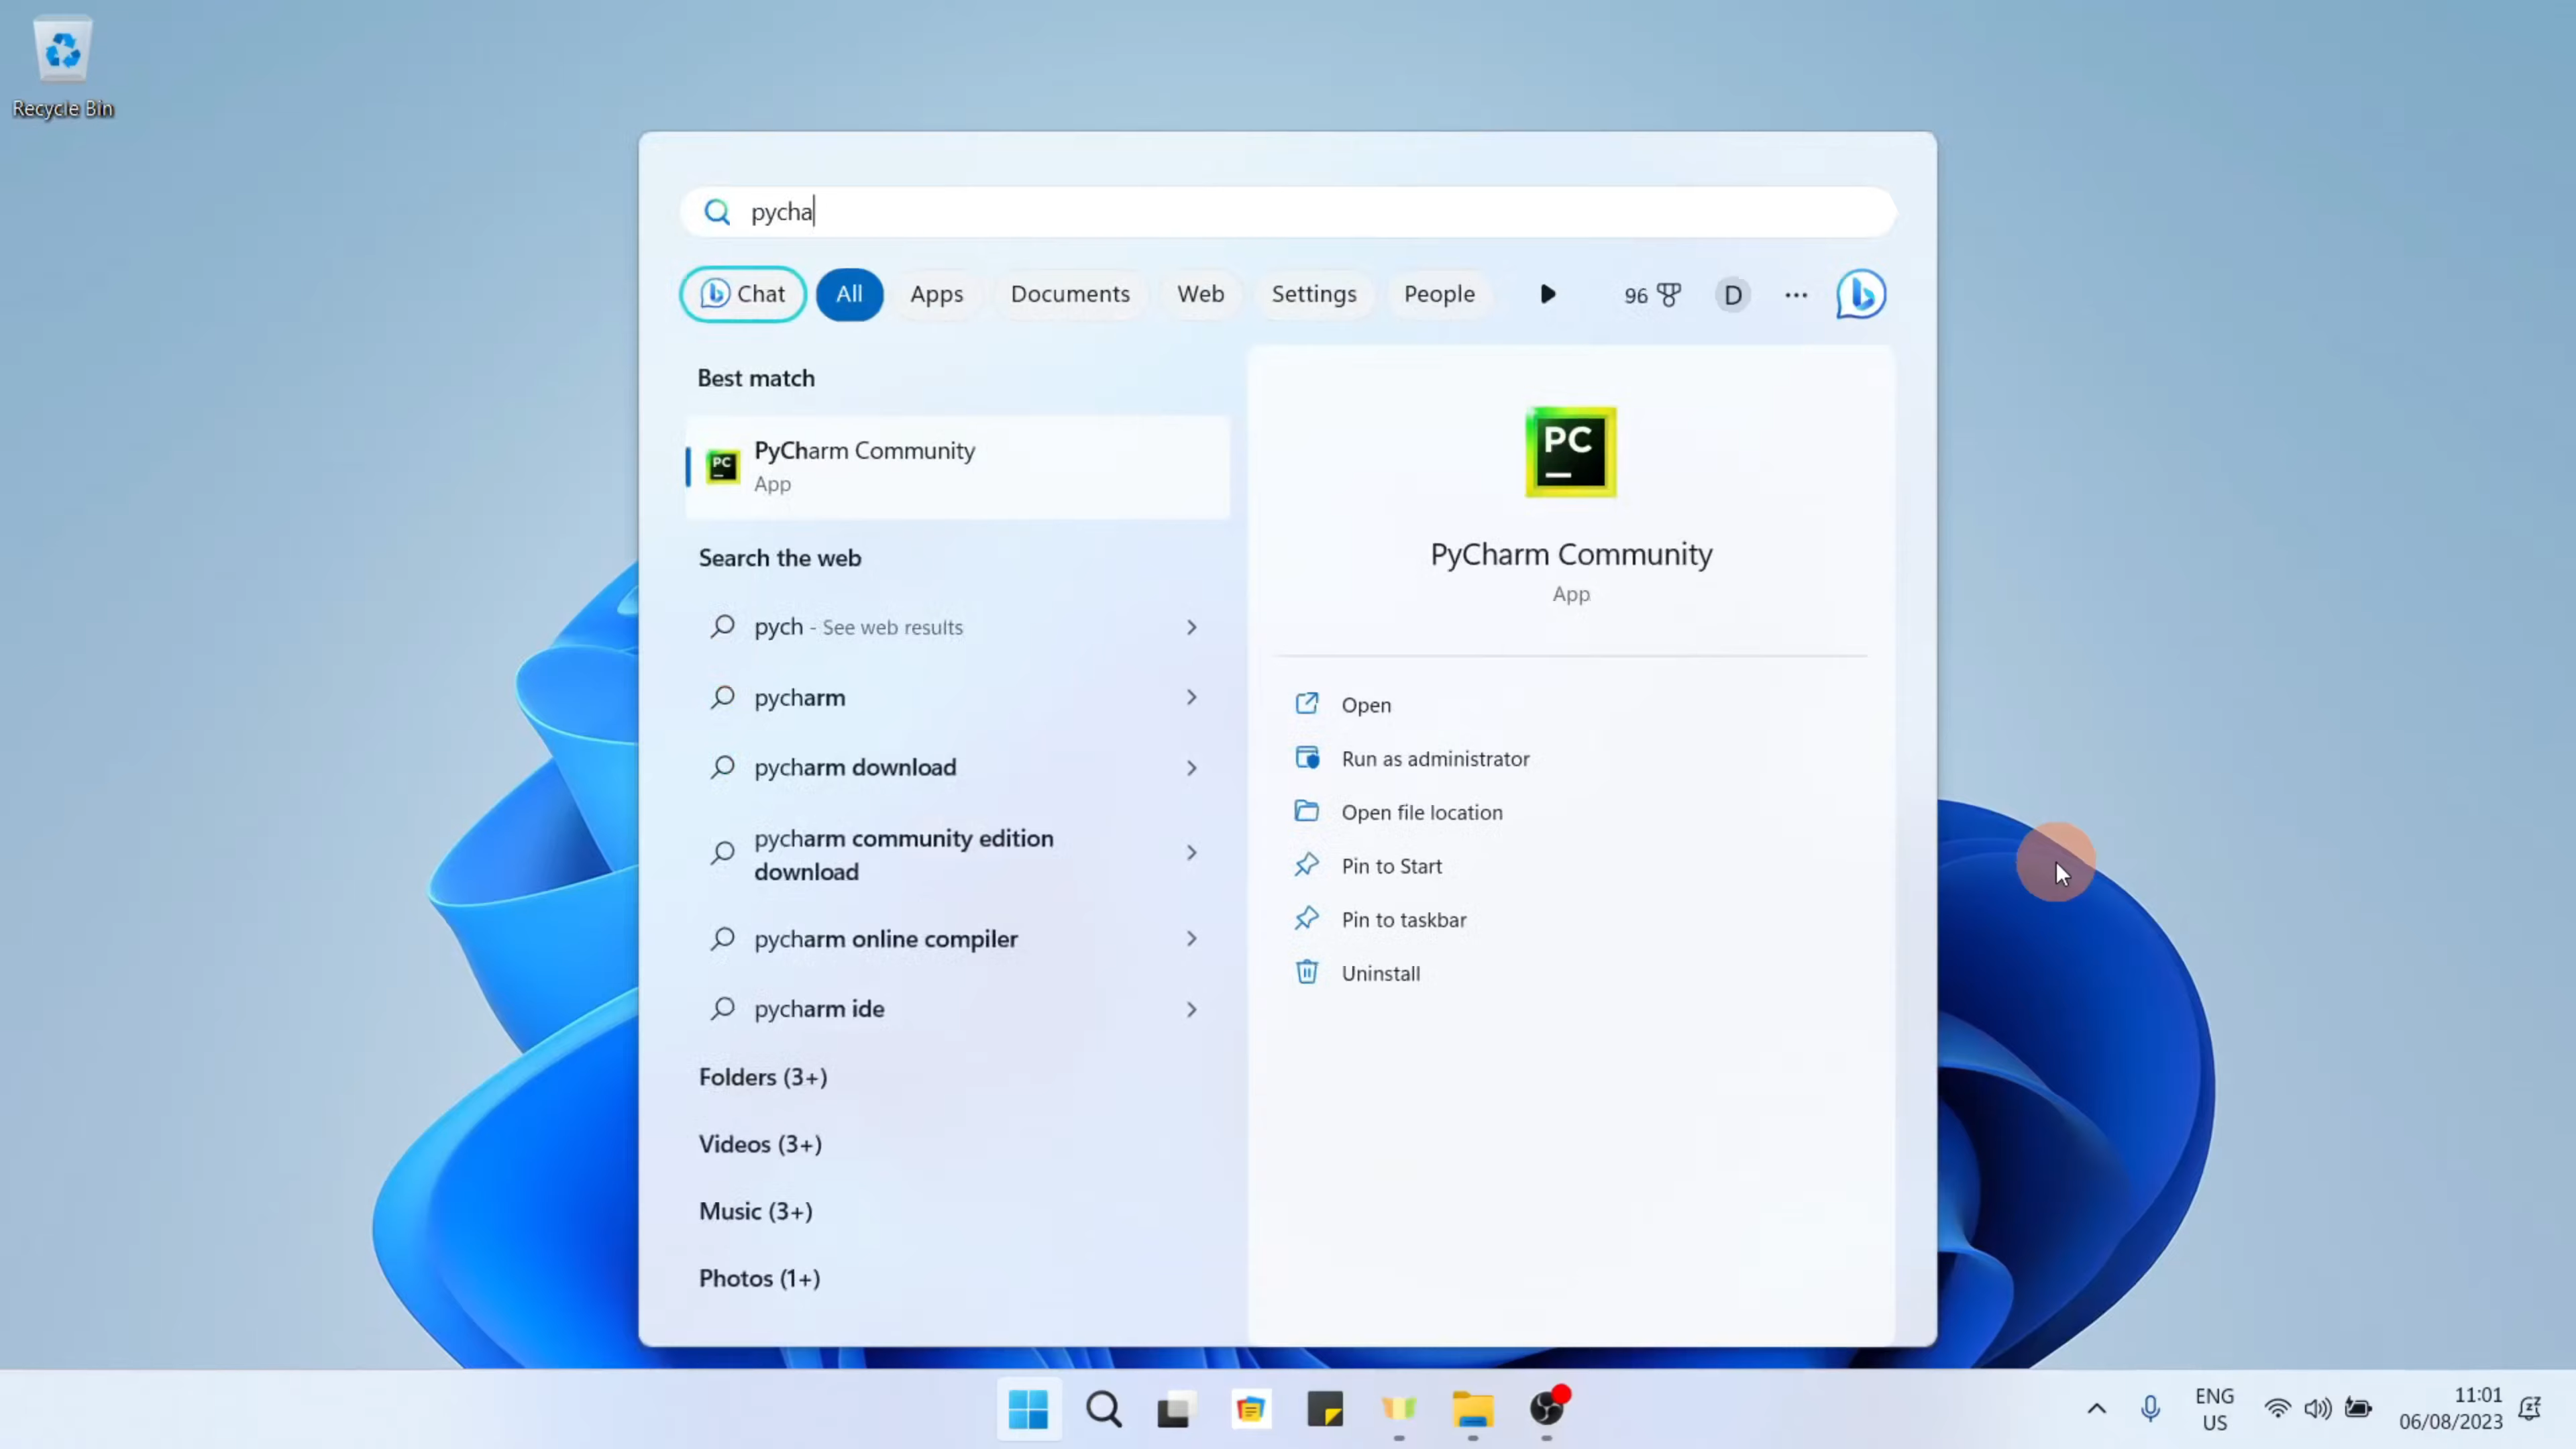 Recycle Bin
pycha
Chat
All
Apps
Documents
Web
Settings
People
96
D
Best match
PyCharm Community
App
Search the web
pych - See web results
pycharm
pycharm download
pycharm community edition
download
pycharm online compiler
pycharm ide
Folders (3+)
Videos (3+)
Music (3+)
Photos (1+)
PC
PyCharm Community
App
Open
Run as administrator
Open file location
Pin to Start
Pin to taskbar
Uninstall
ENG
US
11:01
06/08/2023